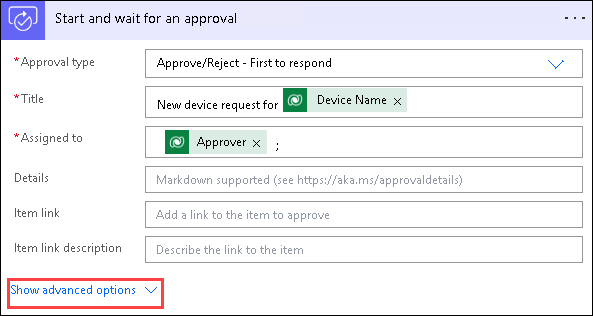 Start and wait for an approval ...
*Approval type Approve/Reject - First to respond
*Title New device request for Device Name ×
*Assigned to Approver × ;
Details Markdown supported (see https://aka.ms/approvaldetails)
Item link Add a link to the item to approve
Item link description Describe the link to the item
Show advanced options